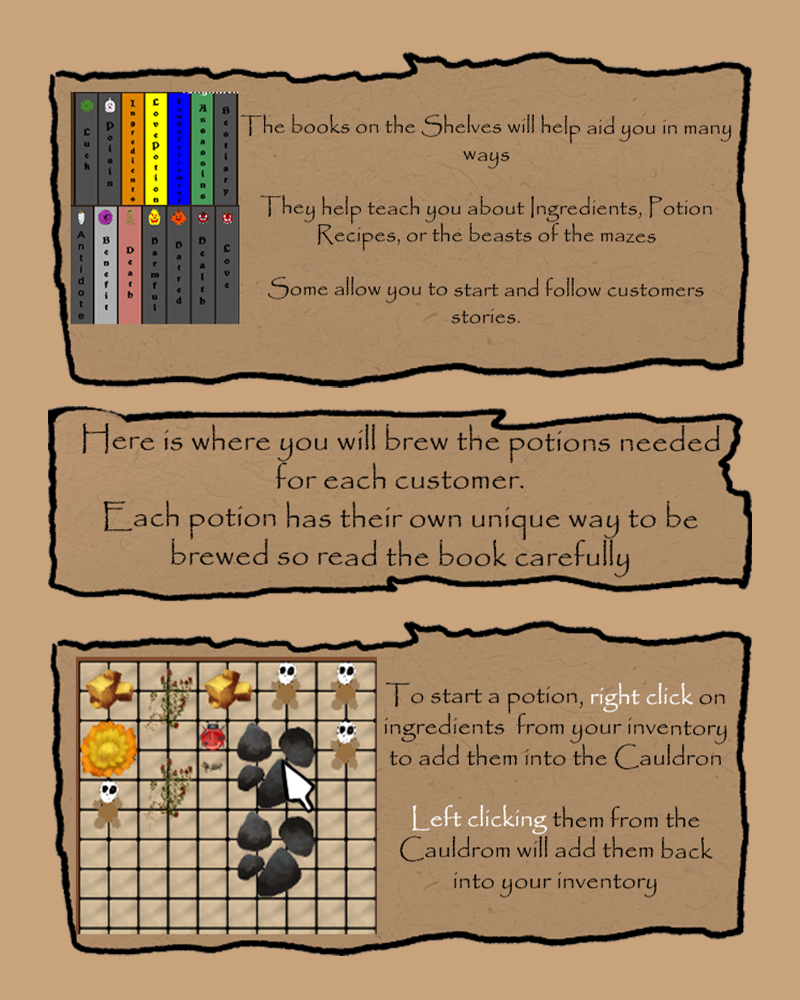 Luck
Poison
Ingredients
Love Potion
Assassins
Bestiary
Antidote
Benefit
Death
Harmful
Hatred
Health
Love
The books on the Shelves will help aid you in many
ways
They help teach you about Ingredients, Potion
Recipes, or the beasts of the mazes
Some allow you to start and follow customers
stories.
Here is where you will brew the potions needed
for each customer.
Each potion has their own unique way to be
brewed so read the book carefully
To start a potion, right click on
ingredients from your inventory
to add them into the Cauldron
Left clicking them from the
Cauldrom will add them back
into your inventory